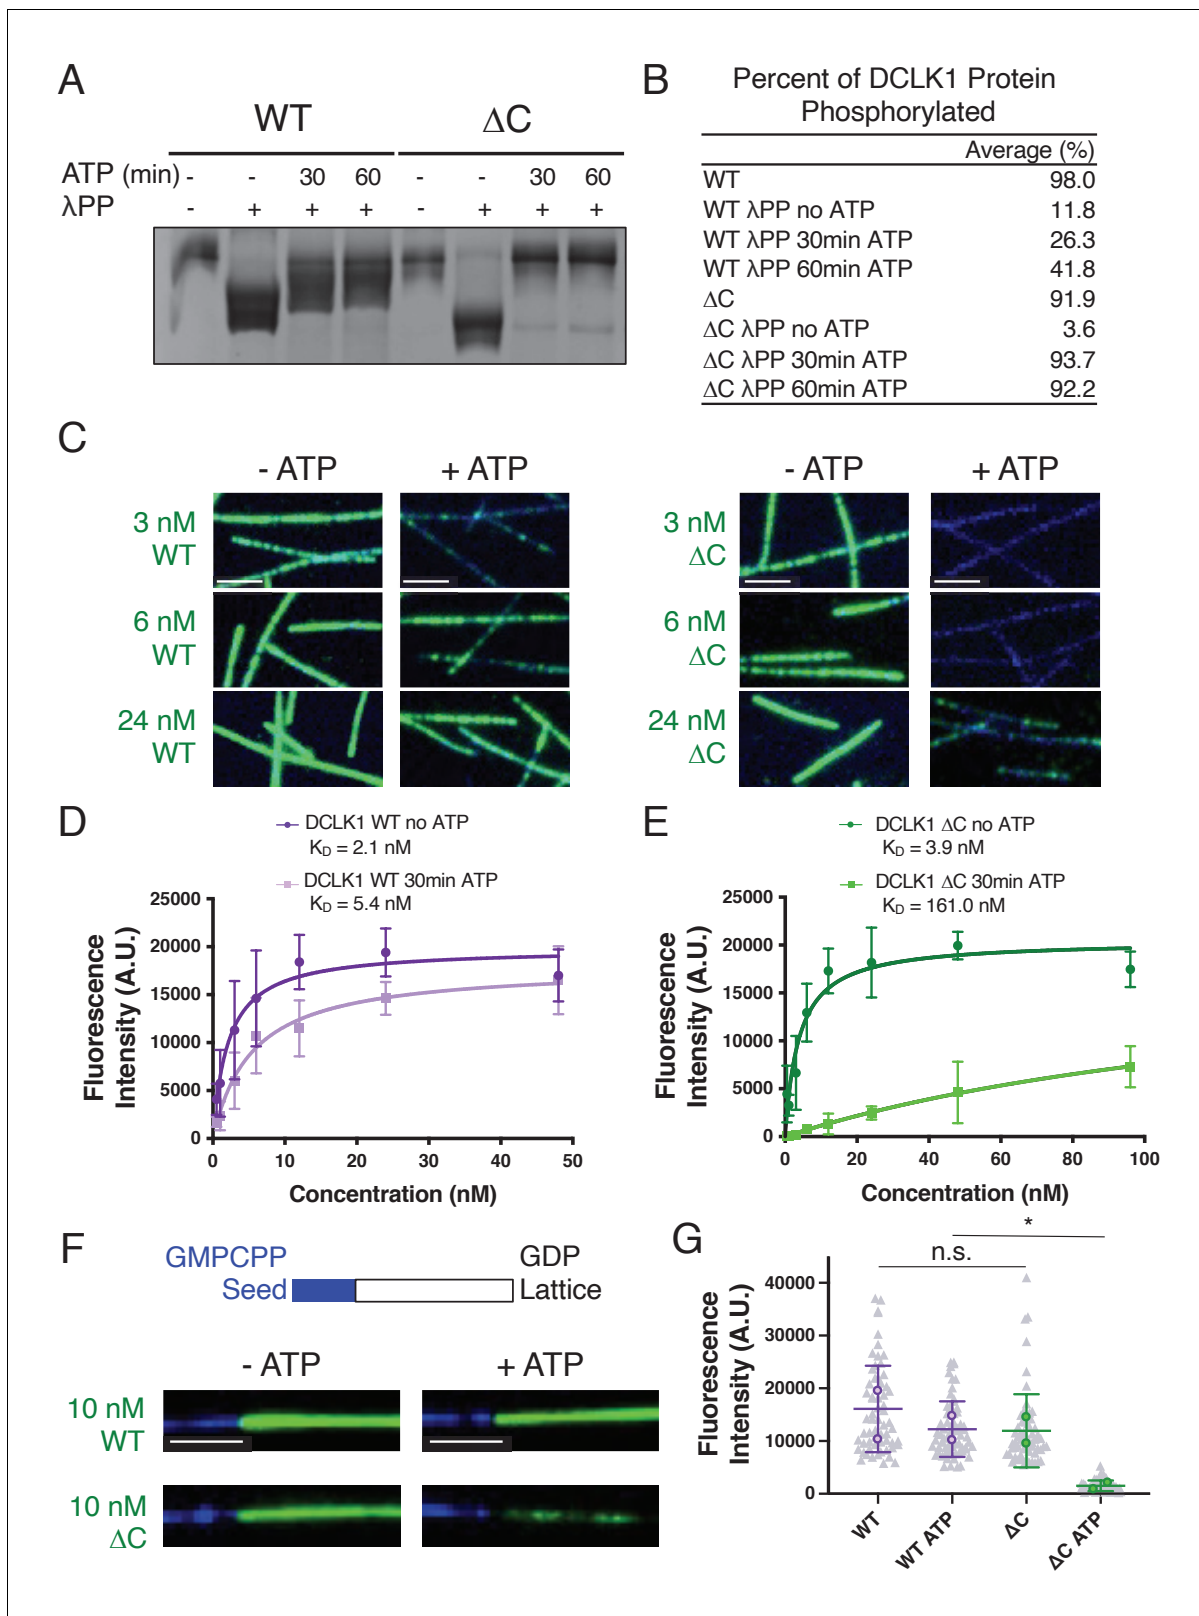 A
WT ΔC
ATP (min) - - 30 60 - - 30 60
λPP - + + + - + + +
B
Percent of DCLK1 Protein
Phosphorylated
Average (%)
WT 98.0
WT λPP no ATP 11.8
WT λPP 30min ATP 26.3
WT λPP 60min ATP 41.8
ΔC 91.9
ΔC λPP no ATP 3.6
ΔC λPP 30min ATP 93.7
ΔC λPP 60min ATP 92.2
C
- ATP + ATP
3 nM
WT
6 nM
WT
24 nM
WT
- ATP + ATP
3 nM
ΔC
6 nM
ΔC
24 nM
ΔC
D
DCLK1 WT no ATP
K_D = 2.1 nM
DCLK1 WT 30min ATP
K_D = 5.4 nM
Fluorescence
Intensity (A.U.)
25000
20000
15000
10000
5000
0
0 10 20 30 40 50
Concentration (nM)
E
DCLK1 ΔC no ATP
K_D = 3.9 nM
DCLK1 ΔC 30min ATP
K_D = 161.0 nM
Fluorescence
Intensity (A.U.)
25000
20000
15000
10000
5000
0
0 20 40 60 80 100
Concentration (nM)
F
GMPCPP
Seed
GDP
Lattice
- ATP + ATP
10 nM
WT
10 nM
ΔC
G
*
n.s.
Fluorescence
Intensity (A.U.)
40000
30000
20000
10000
0
WT WT ATP ΔC ΔC ATP